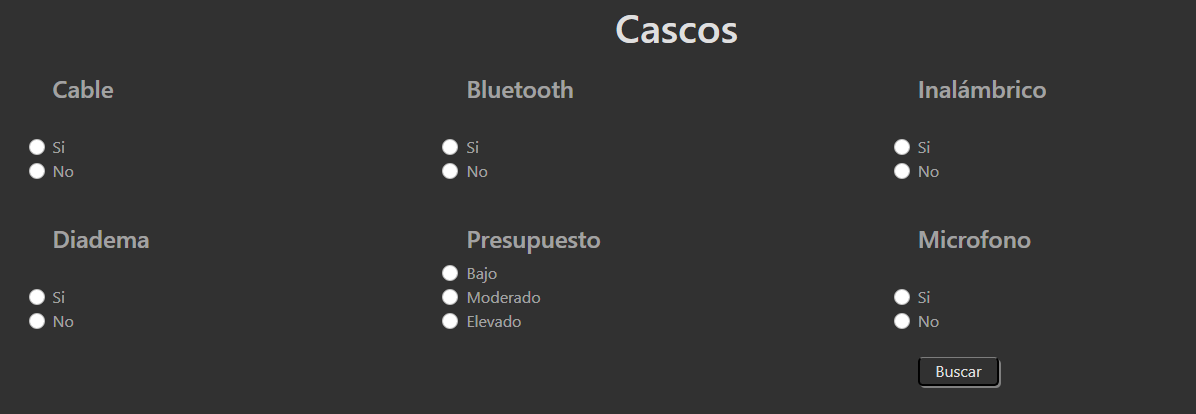 Cascos
Cable
Si
No
Bluetooth
Si
No
Inalámbrico
Si
No
Diadema
Si
No
Presupuesto
Bajo
Moderado
Elevado
Microfono
Si
No
Buscar